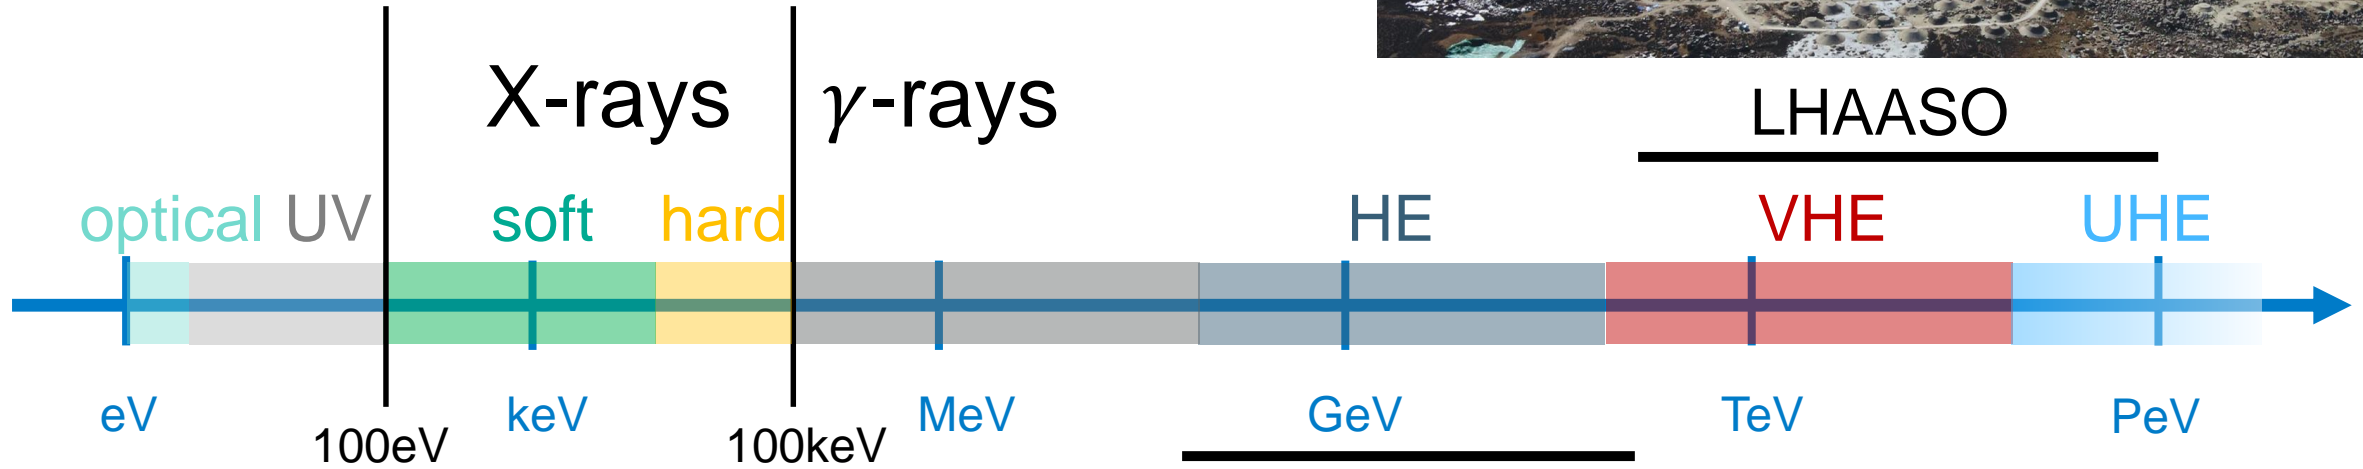 X-rays
γ-rays
LHAASO
optical
UV
soft
hard
HE
VHE
UHE
eV
keV
MeV
GeV
TeV
PeV
100eV
100keV